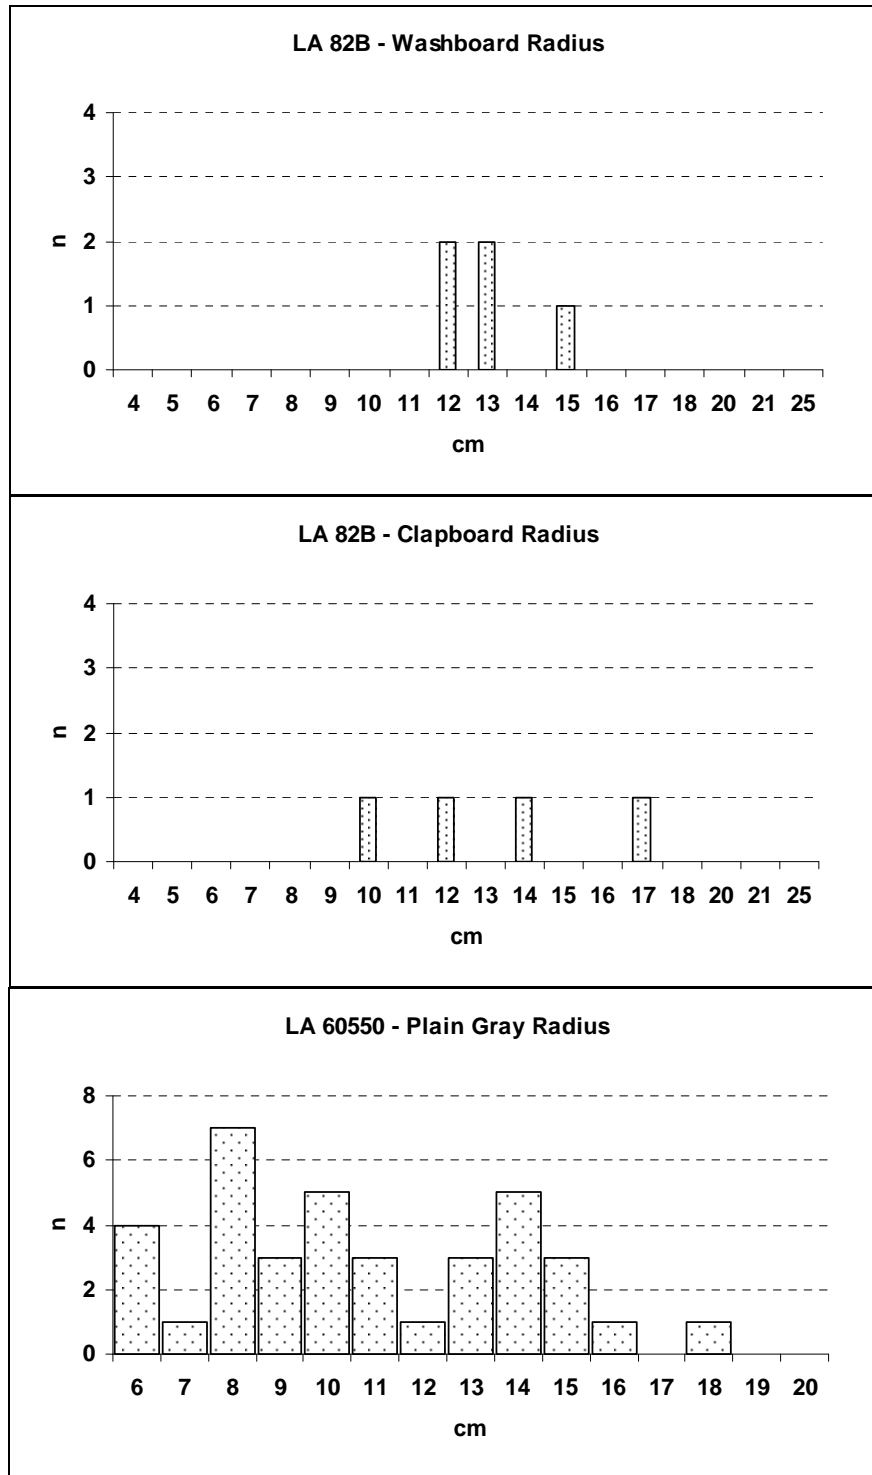 LA 82B - Washboard Radius
4
3
2
1
0
n
4 5 6 7 8 9 10 11 12 13 14 15 16 17 18 20 21 25
cm
LA 82B - Clapboard Radius
4
3
2
1
0
n
4 5 6 7 8 9 10 11 12 13 14 15 16 17 18 20 21 25
cm
LA 60550 - Plain Gray Radius
8
6
4
2
0
n
6 7 8 9 10 11 12 13 14 15 16 17 18 19 20
cm